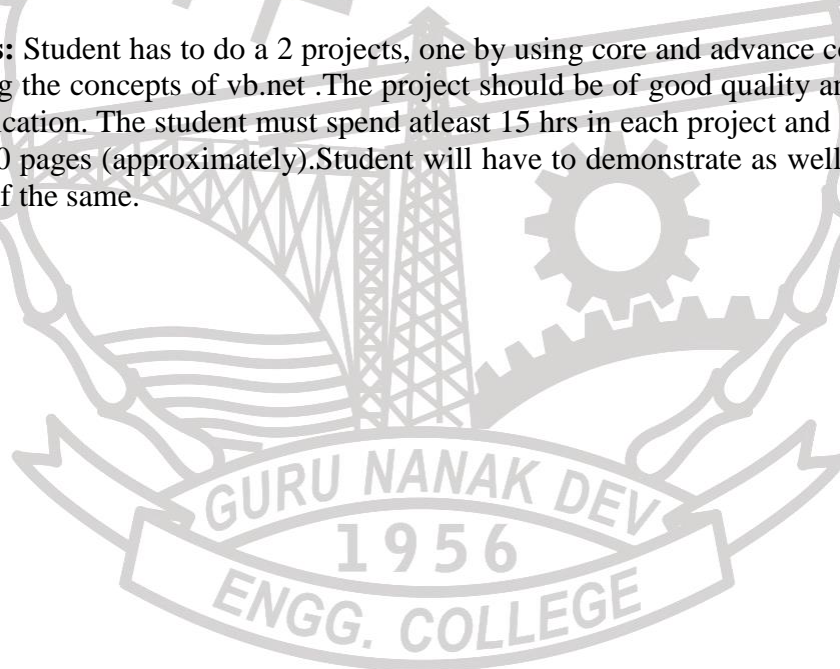 s: Student has to do a 2 projects, one by using core and advance co
g the concepts of vb.net .The project should be of good quality an
ication. The student must spend atleast 15 hrs in each project and
0 pages (approximately).Student will have to demonstrate as well
f the same.
GURU NANAK DEV
1956
ENGG. COLLEGE